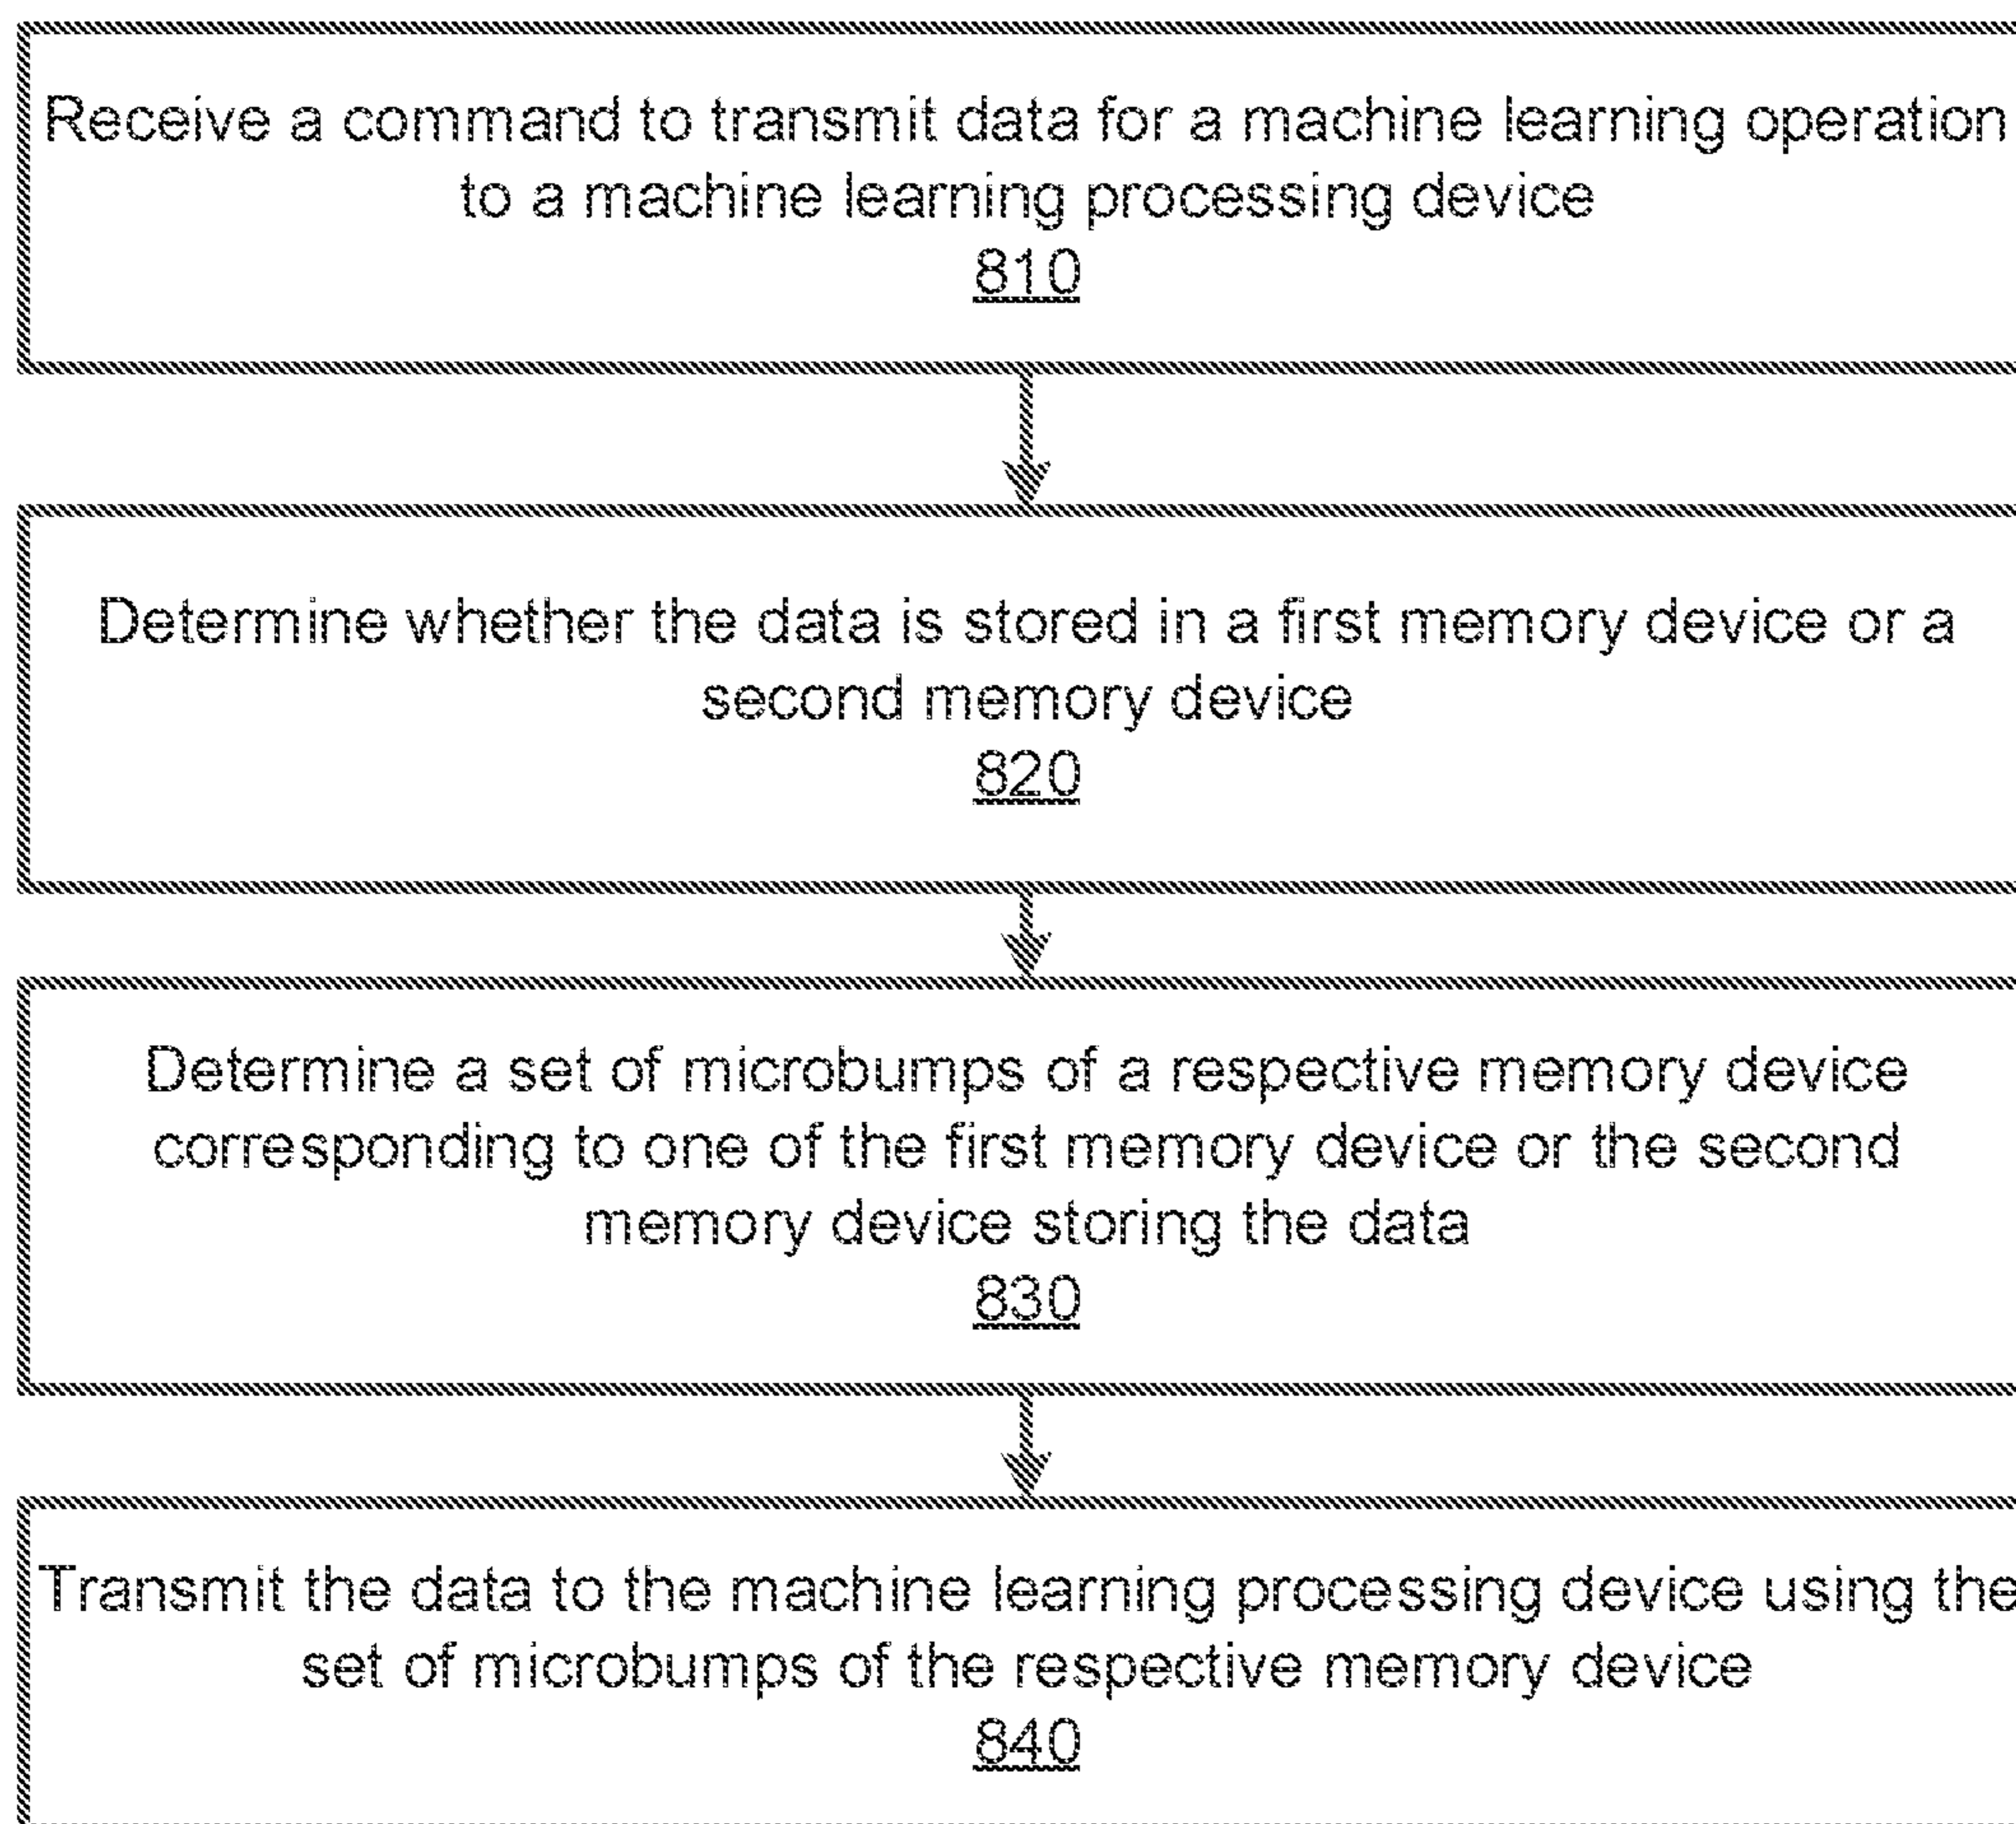 Receive a command to transmit data for a machine learning operation
to a machine learning processing device
810
Determine whether the data is stored in a first memory device or a
second memory device
820
Determine a set of microbumps of a respective memory device
corresponding to one of the first memory device or the second
memory device storing the data
830
Transmit the data to the machine learning processing device using the
set of microbumps of the respective memory device
840